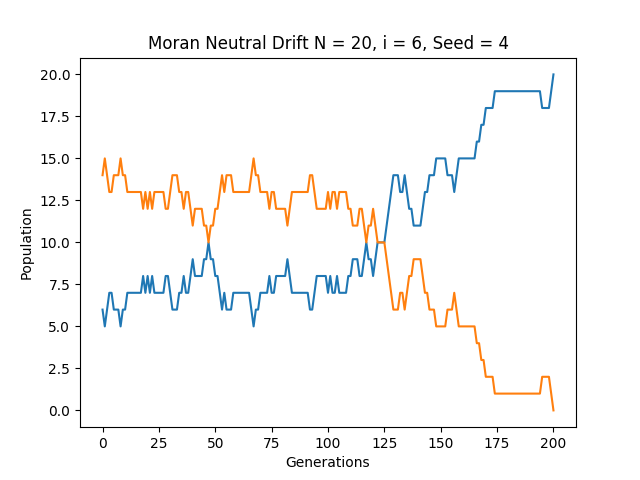 Moran Neutral Drift N = 20, i = 6, Seed = 4
20.0
17.5
15.0
12.5
10.0
7.5
5.0
2.5
0.0
Population
0 25 50 75 100 125 150 175 200
Generations